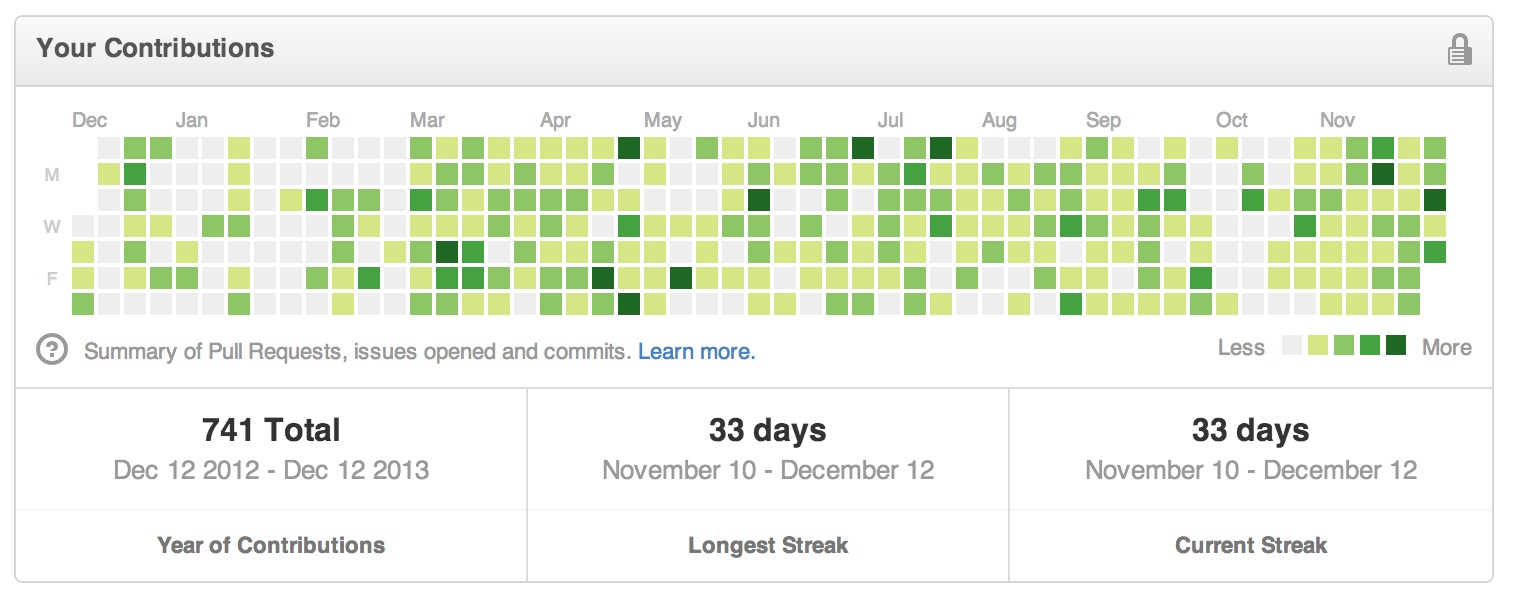 Your Contributions
Dec Jan Feb Mar Apr May Jun Jul Aug Sep Oct Nov
M
W
F
? Summary of Pull Requests, issues opened and commits. Learn more.
Less More
741 Total
Dec 12 2012 - Dec 12 2013
Year of Contributions
33 days
November 10 - December 12
Longest Streak
33 days
November 10 - December 12
Current Streak